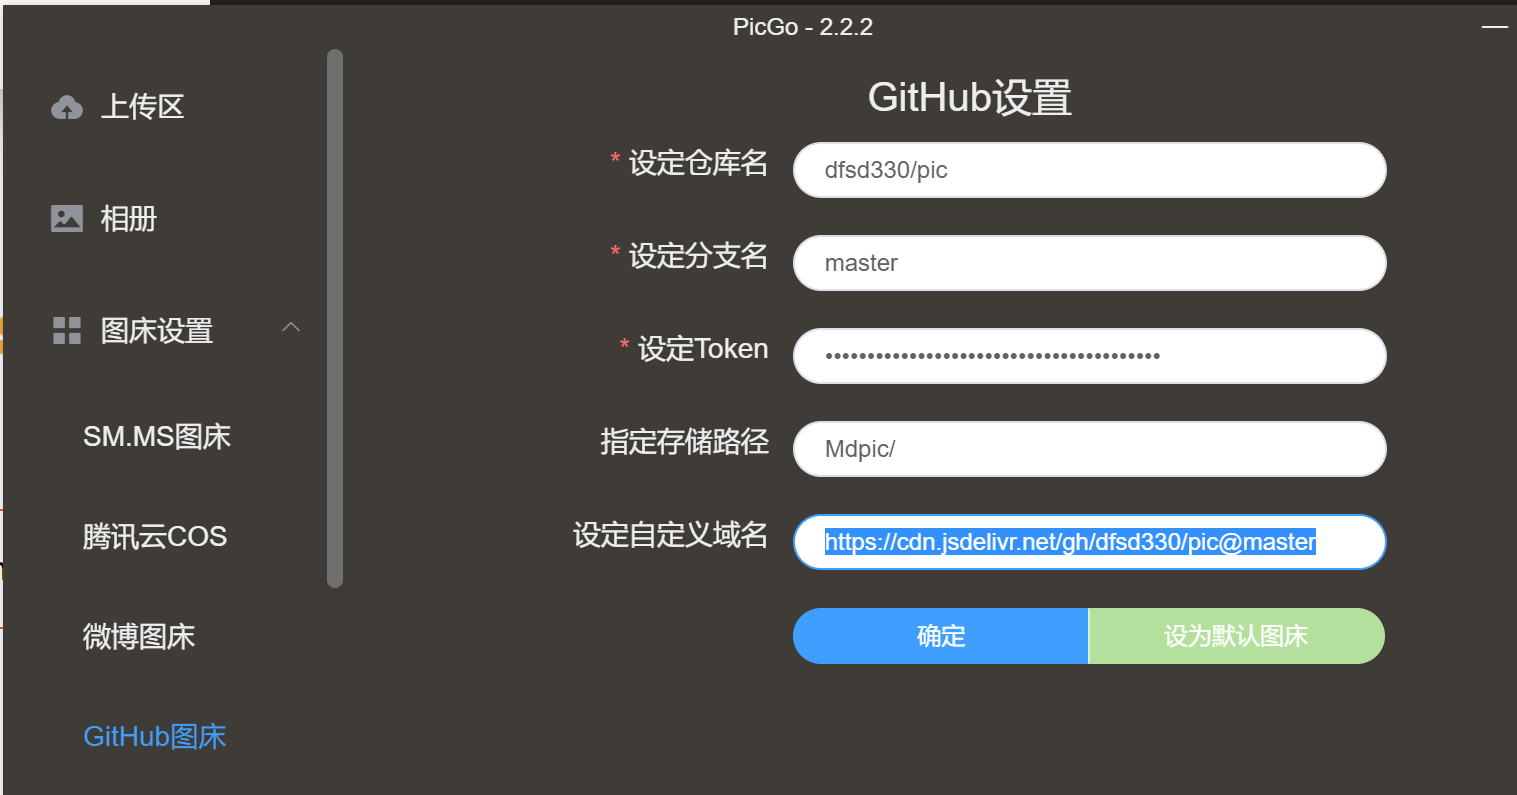 PicGo - 2.2.2
上传区
相册
图床设置
SM.MS图床
腾讯云COS
微博图床
GitHub图床
GitHub设置
* 设定仓库名 dfsd330/pic
* 设定分支名 master
* 设定Token ••••••••••••••••••••••••••••••••••••••••
指定存储路径 Mdpic/
设定自定义域名 https://cdn.jsdelivr.net/gh/dfsd330/pic@master
确定 设为默认图床